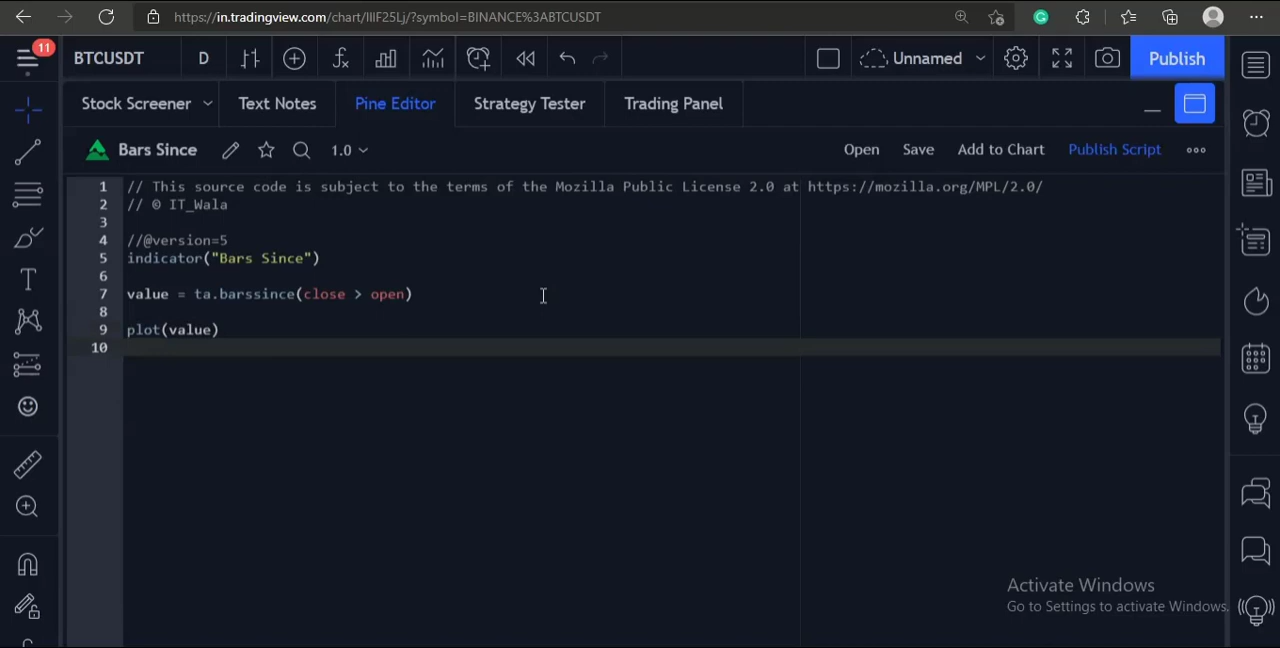 https://in.tradingview.com/chart/IIIF25Lj/?symbol=BINANCE%3ABTCUSDT
11
BTCUSDT D Unnamed Publish
Stock Screener Text Notes Pine Editor Strategy Tester Trading Panel
Bars Since 1.0 Open Save Add to Chart Publish Script
1 // This source code is subject to the terms of the Mozilla Public License 2.0 at https://mozilla.org/MPL/2.0/
2 // © IT_Wala
3
4 //@version=5
5 indicator("Bars Since")
6
7 value = ta.barssince(close > open)
8
9 plot(value)
10
Activate Windows
Go to Settings to activate Windows.